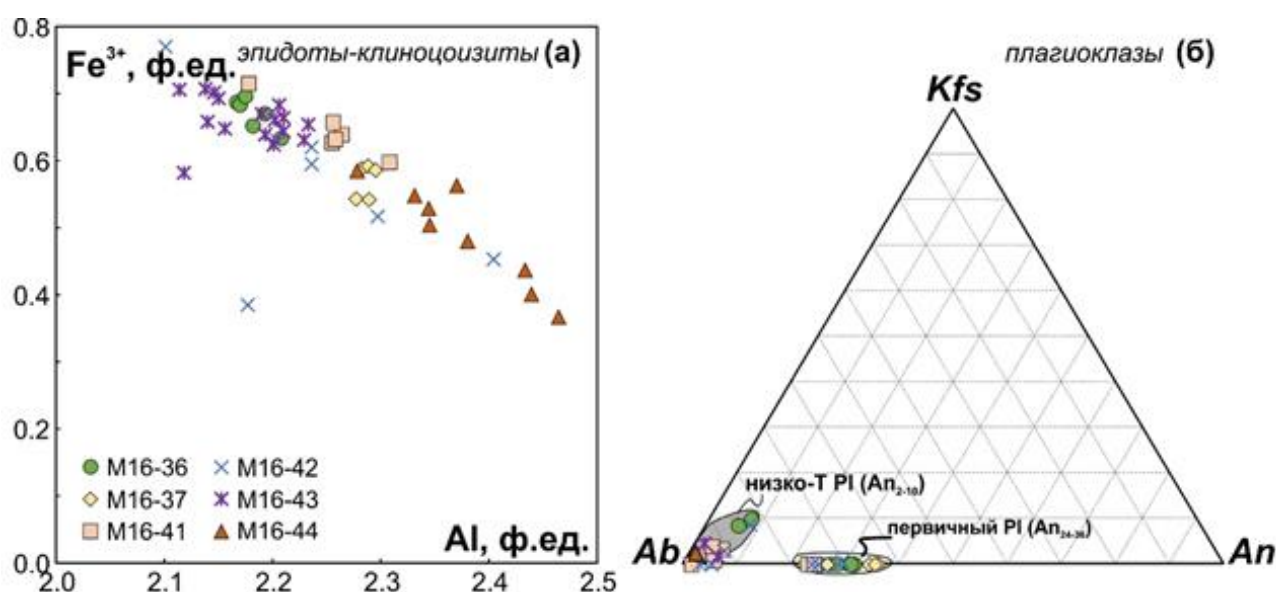 эпидоты-клиноцоизиты (а)
Fe³⁺, ф.ед.
0.8
0.6
0.4
0.2
0.0
M16-36
M16-37
M16-41
M16-42
M16-43
M16-44
Al, ф.ед.
2.0 2.1 2.2 2.3 2.4 2.5
плагиоклазы (б)
Kfs
низко-Т Pl (An₂₋₁₀)
первичный Pl (An₂₄₋₃₆)
Ab
An